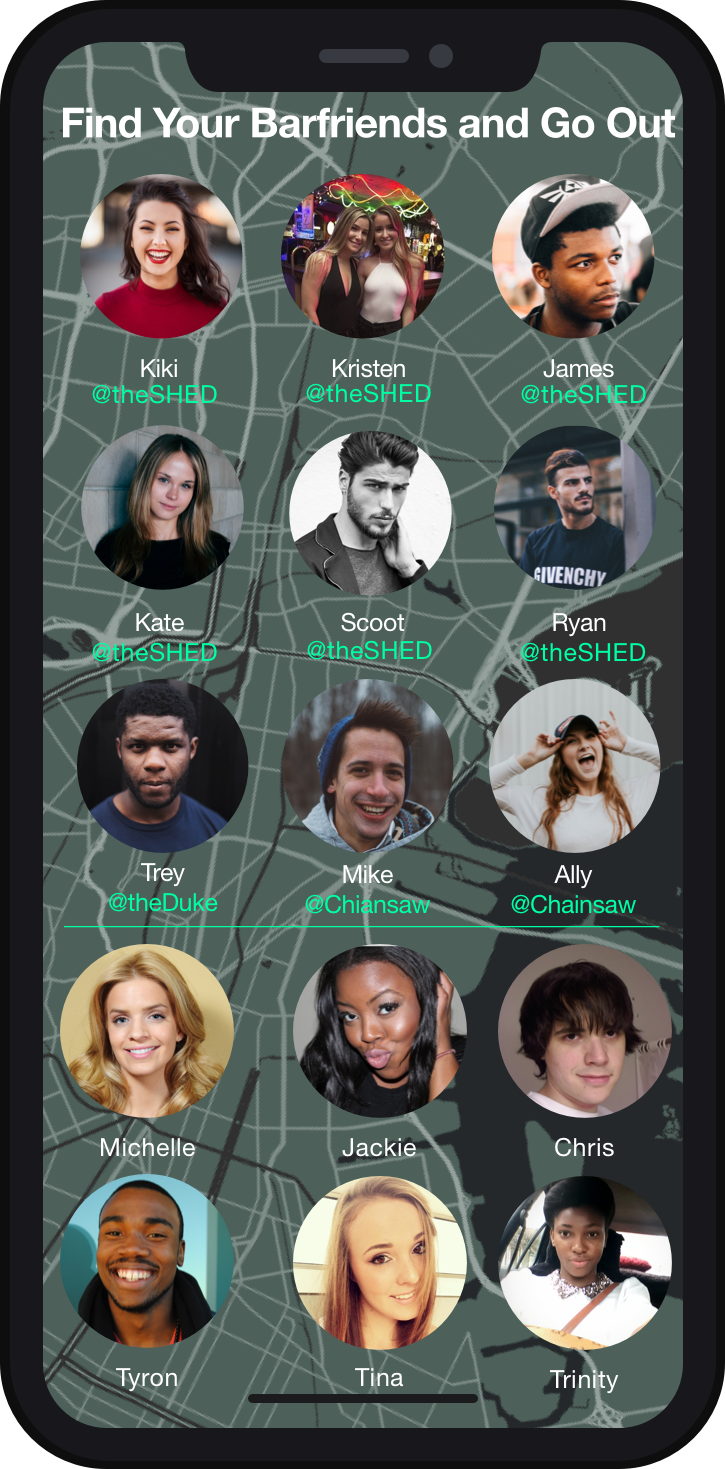 Find Your Barfriends and Go Out
Kiki
@theSHED
Kristen
@theSHED
James
@theSHED
Kate
@theSHED
Scoot
@theSHED
Ryan
@theSHED
GIVENCHY
Trey
@theDuke
Mike
@Chiansaw
Ally
@Chainsaw
Michelle
Jackie
Chris
Tyron
Tina
Trinity